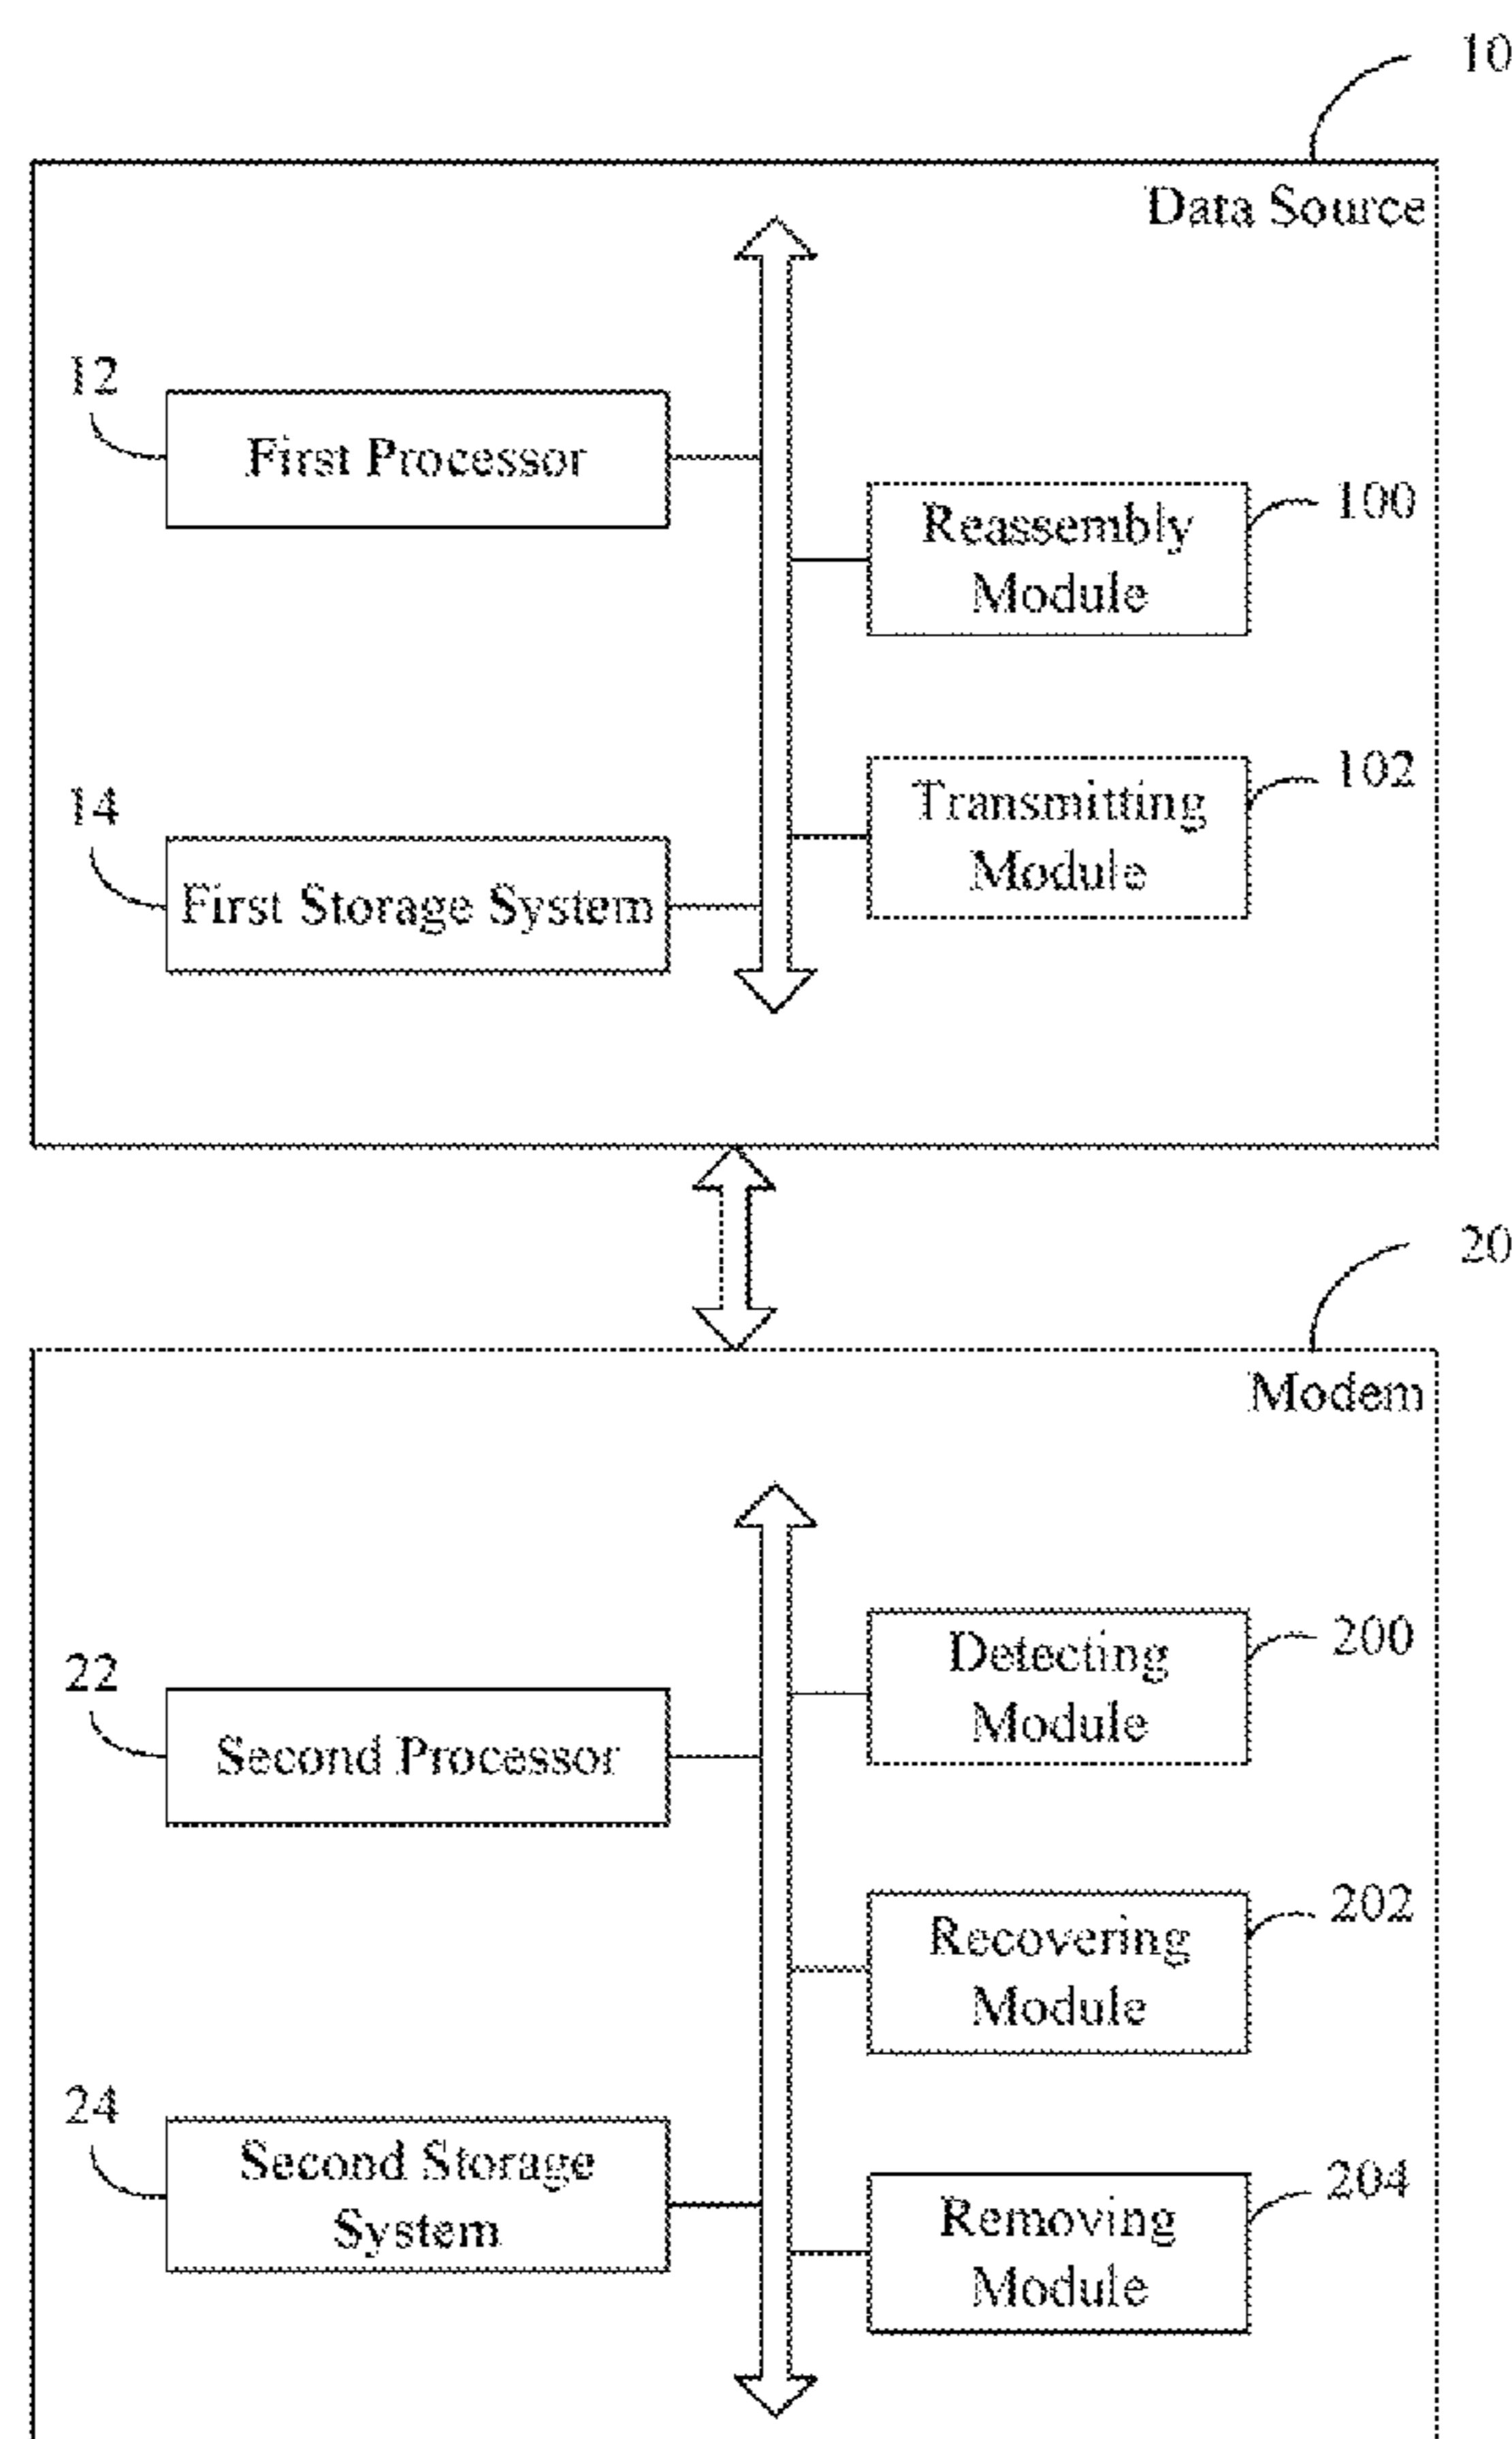 10
Data Source
12
First Processor
100
Reassembly
Module
102
Transmitting
Module
14
First Storage System
20
Modem
200
Detecting
Module
22
Second Processor
202
Recovering
Module
24
Second Storage
System
204
Removing
Module